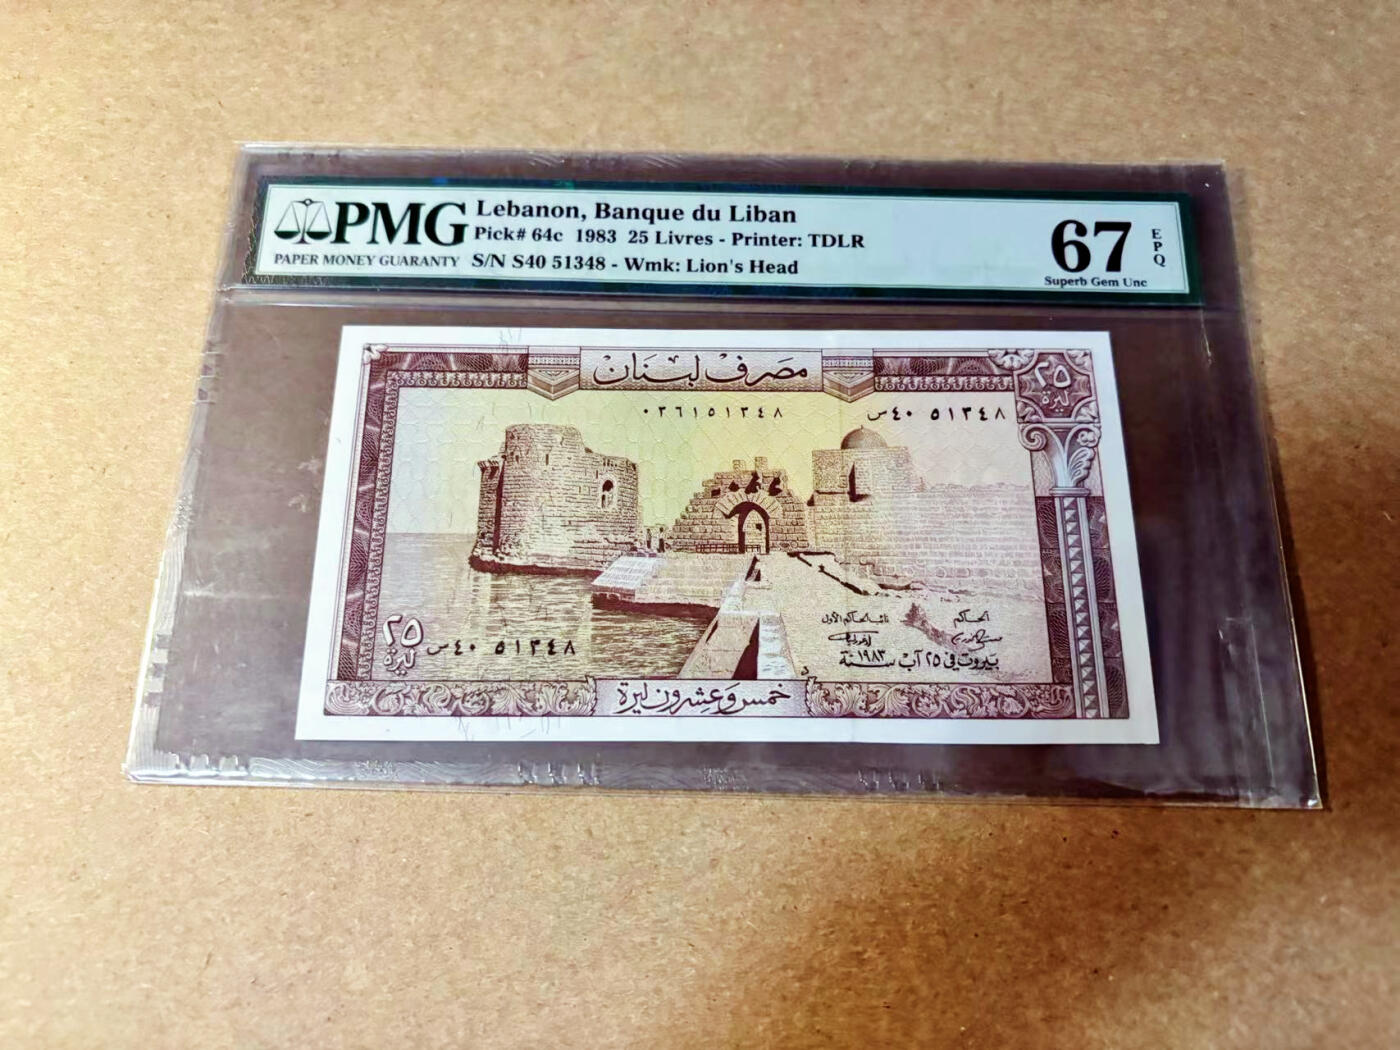 PMG
PAPER MONEY GUARANTY
Lebanon, Banque du Liban
Pick# 64c 1983 25 Livres - Printer: TDLR
S/N S40 51348 - Wmk: Lion's Head
67
EPQ
Superb Gem Unc
مصرف لبنان
٢٥
ليرة
٠٣٦١٥١٣٤٨
س٤٠ ٥١٣٤٨
الحاكم
نائب الحاكم الأول
بيروت في ٢٥ آب سنة ١٩٨٣
٢٥
ليرة
س٤٠ ٥١٣٤٨
خمس وعشرون ليرة